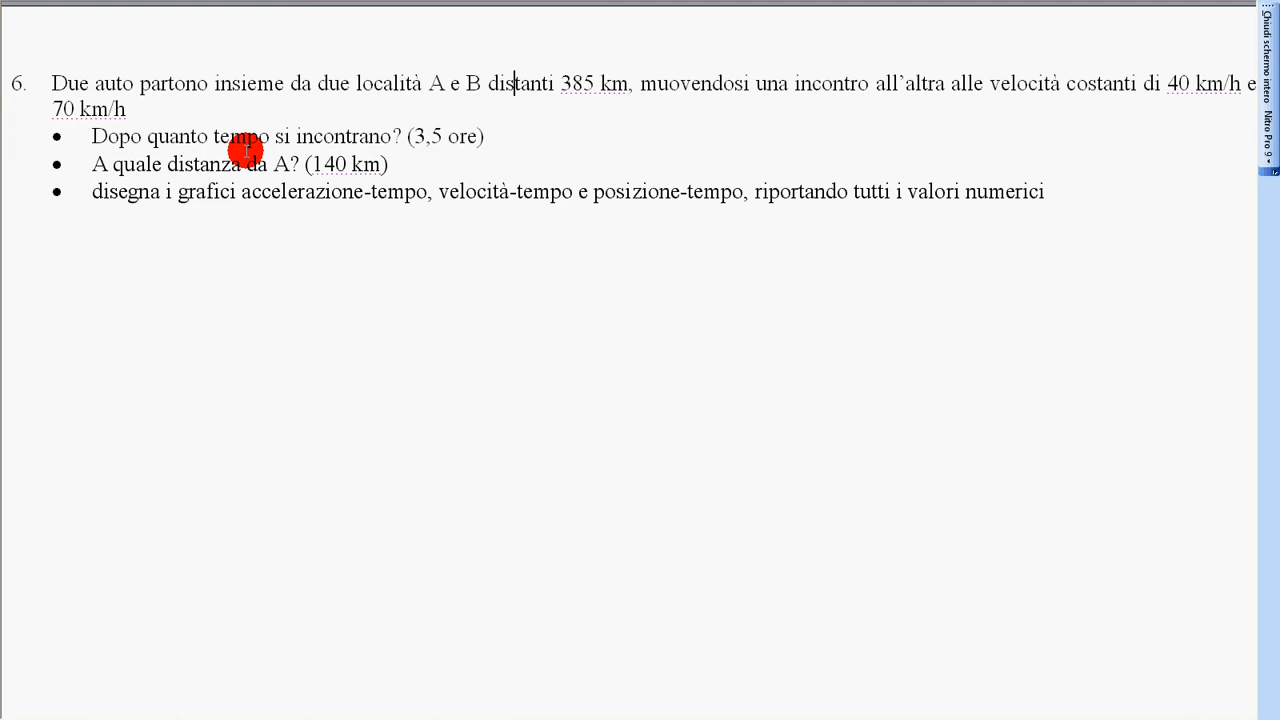 6. Due auto partono insieme da due località A e B distanti 385 km, muovendosi una incontro all’altra alle velocità costanti di 40 km/h e
70 km/h
• Dopo quanto tempo si incontrano? (3,5 ore)
• A quale distanza da A? (140 km)
• disegna i grafici accelerazione-tempo, velocità-tempo e posizione-tempo, riportando tutti i valori numerici
Chiudi schermo intero
Nitro Pro 9